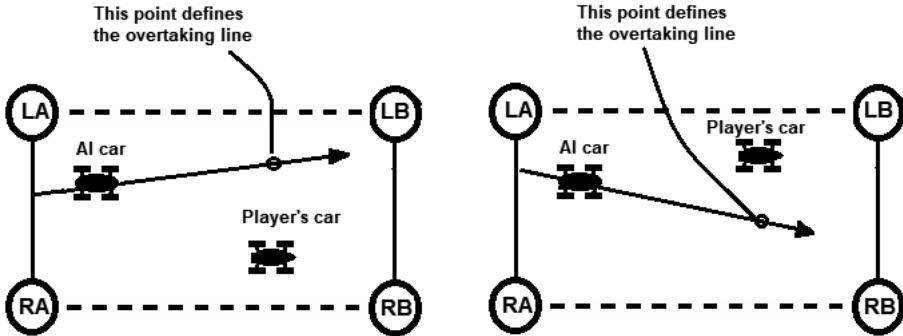 This point defines
the overtaking line
LA
LB
AI car
Player's car
RA
RB
This point defines
the overtaking line
LA
LB
Player's car
AI car
RA
RB